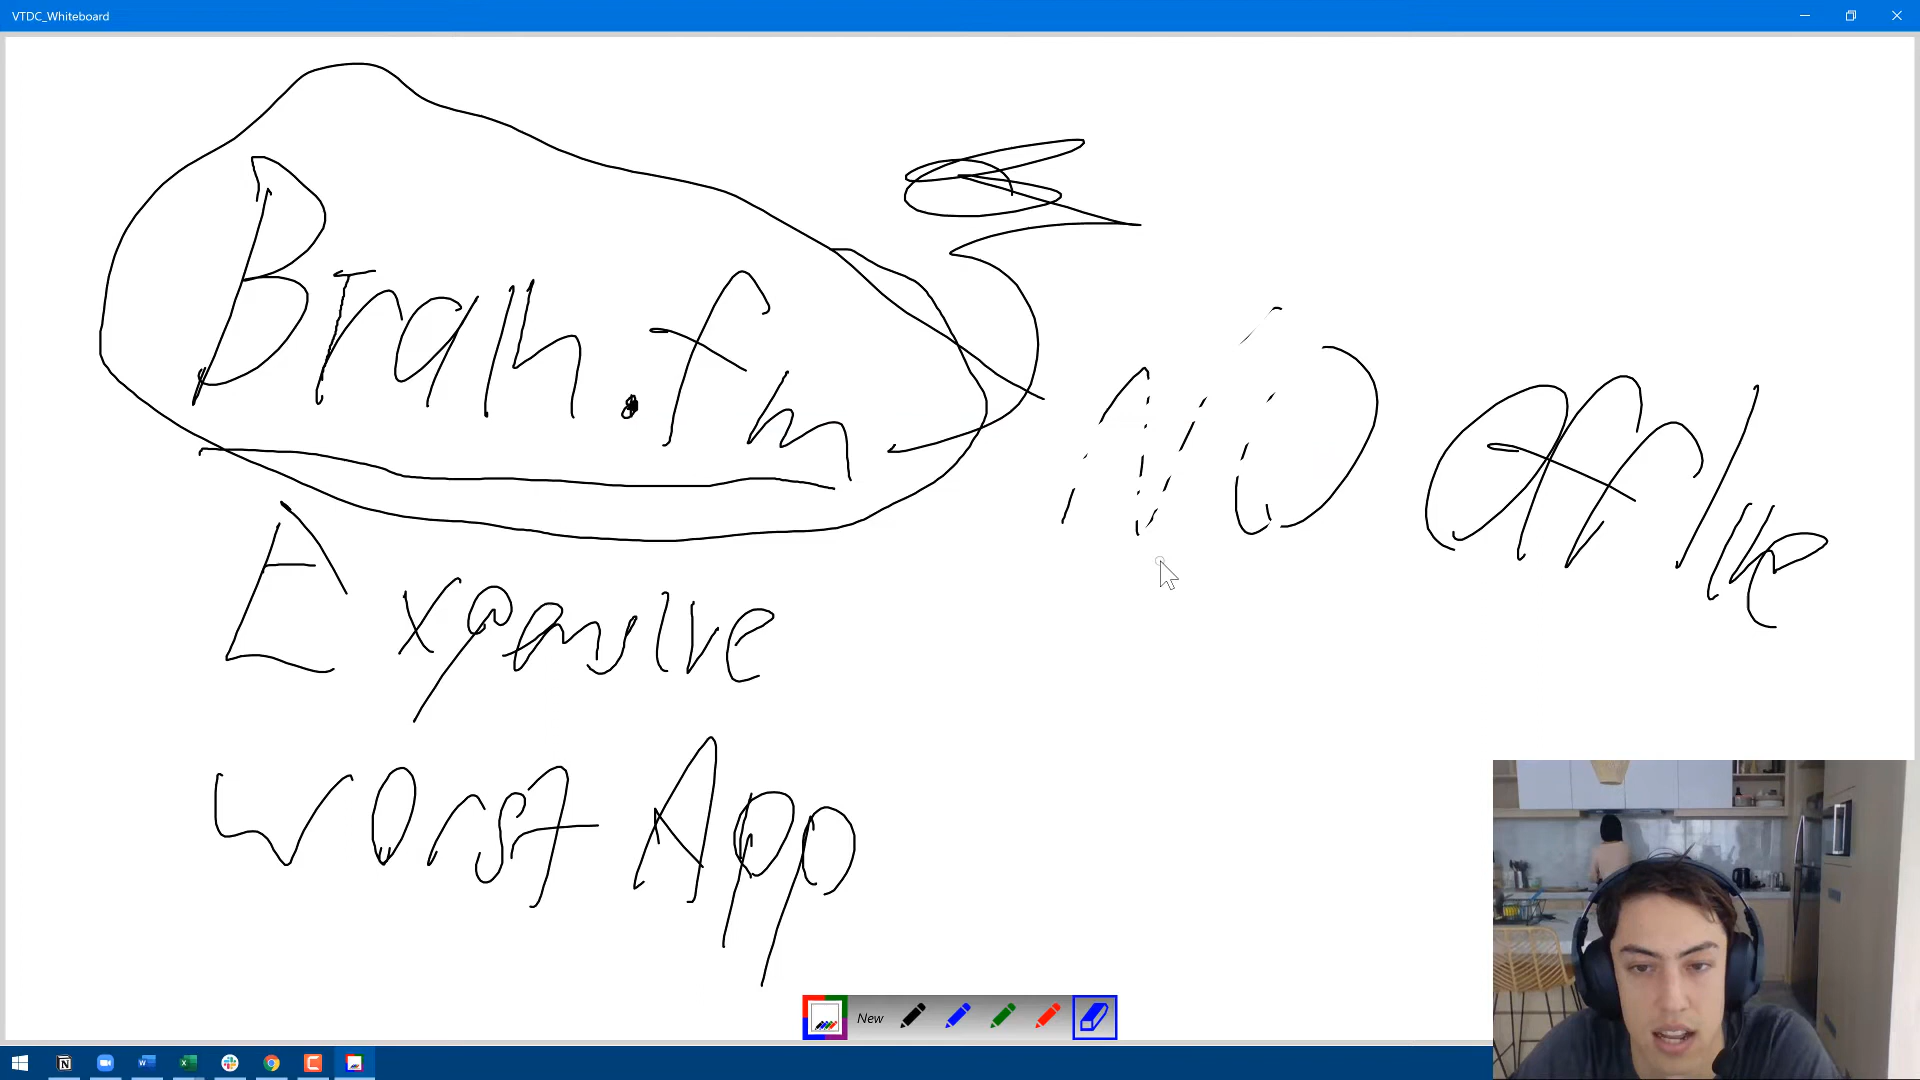 VTDC_Whiteboard
Brain.fm
NO offline
Expensive
worst App
New